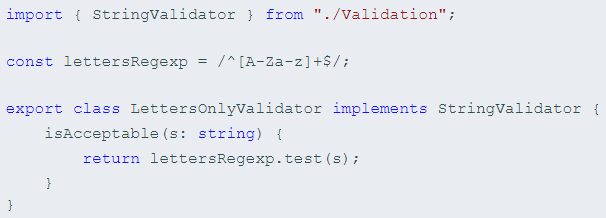 import { StringValidator } from "./Validation";
const lettersRegexp = /^[A-Za-z]+$/;
export class LettersOnlyValidator implements StringValidator {
isAcceptable(s: string) {
return lettersRegexp.test(s);
}
}